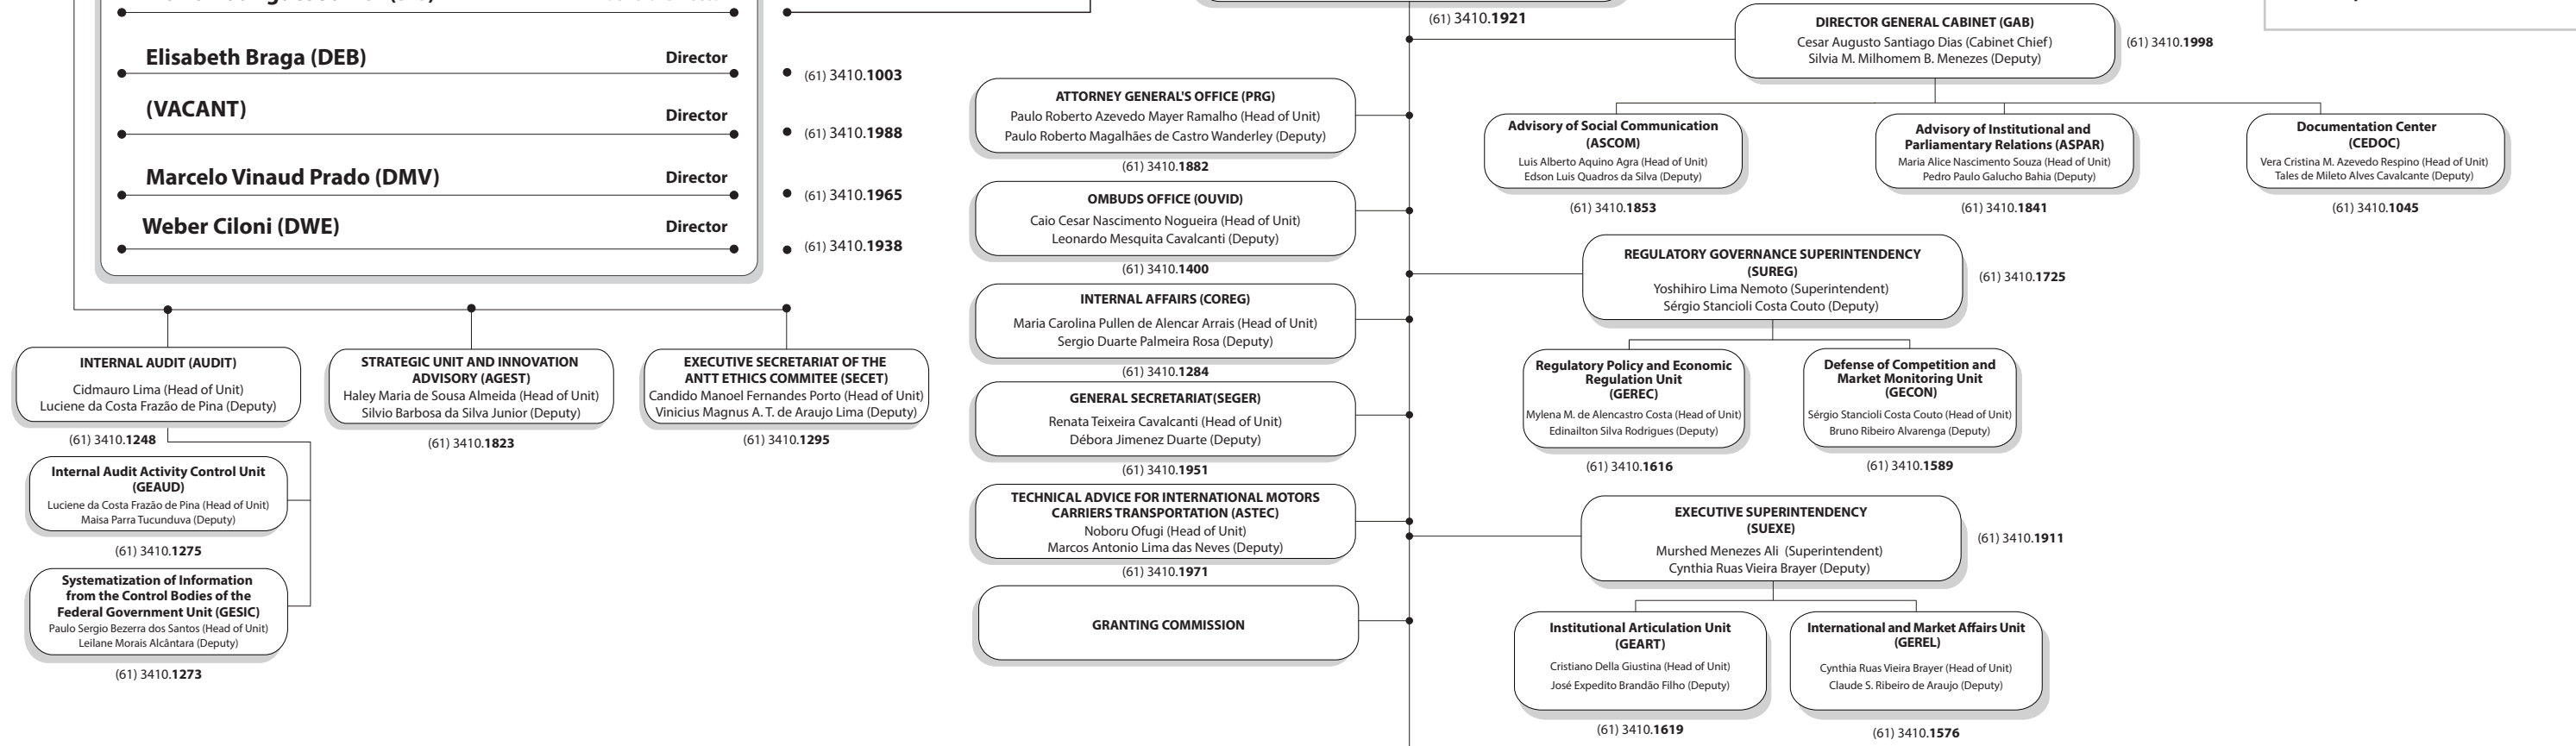 (61) 3410.1921
Elisabeth Braga (DEB) Director
(61) 3410.1003
(VACANT) Director
(61) 3410.1988
Marcelo Vinaud Prado (DMV) Director
(61) 3410.1965
Weber Ciloni (DWE) Director
(61) 3410.1938
INTERNAL AUDIT (AUDIT)
Cidmauro Lima (Head of Unit)
Luciene da Costa Frazão de Pina (Deputy)
(61) 3410.1248
Internal Audit Activity Control Unit
(GEAUD)
Luciene da Costa Frazão de Pina (Head of Unit)
Maisa Parra Tucunduva (Deputy)
(61) 3410.1275
Systematization of Information
from the Control Bodies of the
Federal Government Unit (GESIC)
Paulo Sergio Bezerra dos Santos (Head of Unit)
Leilane Morais Alcântara (Deputy)
(61) 3410.1273
STRATEGIC UNIT AND INNOVATION
ADVISORY (AGEST)
Haley Maria de Sousa Almeida (Head of Unit)
Silvio Barbosa da Silva Junior (Deputy)
(61) 3410.1823
EXECUTIVE SECRETARIAT OF THE
ANTT ETHICS COMMITEE (SECET)
Candido Manoel Fernandes Porto (Head of Unit)
Vinicius Magnus A. T. de Araujo Lima (Deputy)
(61) 3410.1295
ATTORNEY GENERAL'S OFFICE (PRG)
Paulo Roberto Azevedo Mayer Ramalho (Head of Unit)
Paulo Roberto Magalhães de Castro Wanderley (Deputy)
(61) 3410.1882
OMBUDS OFFICE (OUVID)
Caio Cesar Nascimento Nogueira (Head of Unit)
Leonardo Mesquita Cavalcanti (Deputy)
(61) 3410.1400
INTERNAL AFFAIRS (COREG)
Maria Carolina Pullen de Alencar Arrais (Head of Unit)
Sergio Duarte Palmeira Rosa (Deputy)
(61) 3410.1284
GENERAL SECRETARIAT(SEGER)
Renata Teixeira Cavalcanti (Head of Unit)
Débora Jimenez Duarte (Deputy)
(61) 3410.1951
TECHNICAL ADVICE FOR INTERNATIONAL MOTORS
CARRIERS TRANSPORTATION (ASTEC)
Noboru Ofugi (Head of Unit)
Marcos Antonio Lima das Neves (Deputy)
(61) 3410.1971
GRANTING COMMISSION
DIRECTOR GENERAL CABINET (GAB)
Cesar Augusto Santiago Dias (Cabinet Chief)
Silvia M. Milhomem B. Menezes (Deputy)
(61) 3410.1998
Advisory of Social Communication
(ASCOM)
Luis Alberto Aquino Agra (Head of Unit)
Edson Luis Quadros da Silva (Deputy)
(61) 3410.1853
Advisory of Institutional and
Parliamentary Relations (ASPAR)
Maria Alice Nascimento Souza (Head of Unit)
Pedro Paulo Galucho Bahia (Deputy)
(61) 3410.1841
Documentation Center
(CEDOC)
Vera Cristina M. Azevedo Respino (Head of Unit)
Tales de Mileto Alves Cavalcante (Deputy)
(61) 3410.1045
REGULATORY GOVERNANCE SUPERINTENDENCY
(SUREG)
Yoshihiro Lima Nemoto (Superintendent)
Sérgio Stancioli Costa Couto (Deputy)
(61) 3410.1725
Regulatory Policy and Economic
Regulation Unit
(GEREC)
Mylena M. de Alencastro Costa (Head of Unit)
Edinailton Silva Rodrigues (Deputy)
(61) 3410.1616
Defense of Competition and
Market Monitoring Unit
(GECON)
Sérgio Stancioli Costa Couto (Head of Unit)
Bruno Ribeiro Alvarenga (Deputy)
(61) 3410.1589
EXECUTIVE SUPERINTENDENCY
(SUEXE)
Murshed Menezes Ali (Superintendent)
Cynthia Ruas Vieira Brayer (Deputy)
(61) 3410.1911
Institutional Articulation Unit
(GEART)
Cristiano Della Giustina (Head of Unit)
José Expedito Brandão Filho (Deputy)
(61) 3410.1619
International and Market Affairs Unit
(GEREL)
Cynthia Ruas Vieira Brayer (Head of Unit)
Claude S. Ribeiro de Araujo (Deputy)
(61) 3410.1576